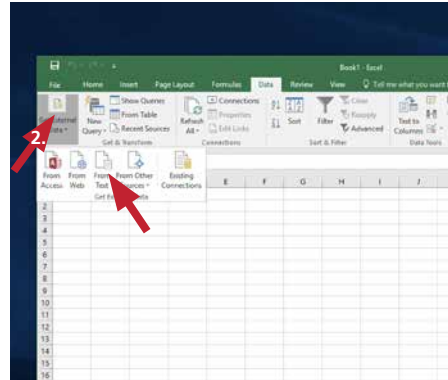 Book1 - Excel
File Home Insert Page Layout Formulas Data Review View Tell me what you want
Show Queries Connections Clear
New From Table Refresh Properties Sort Filter Reapply Text to
Data Query Recent Sources All Edit Links Advanced Columns
2.
Get & Transform Connections Sort & Filter Data Tools
From From From From Other Existing
Access Web Text Connections
E F G H I J
2
3
4
5
6
7
8
9
10
11
12
13
14
15
16